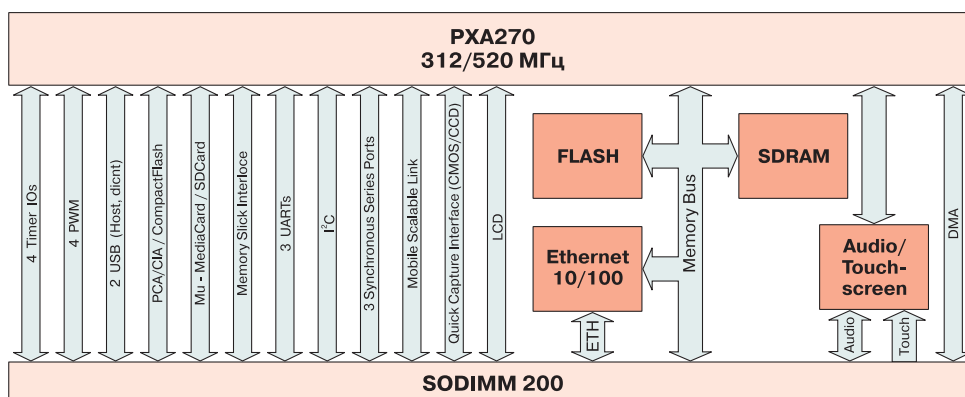 PXA270
312/520 МГц
4 Timer IOs
4 PWM
2 USB (Host, dicnt)
PCA/CIA / CompactFlash
Mu - MediaCard / SDCard
Memory Slick Interloce
3 UARTs
I²C
3 Synchronous Series Ports
Mobile Scalable Link
Quick Capture Interface (CMOS/CCD)
LCD
FLASH
Ethernet
10/100
ETH
Memory Bus
SDRAM
Audio/
Touch-
screen
Audio
Touch
DMA
SODIMM 200